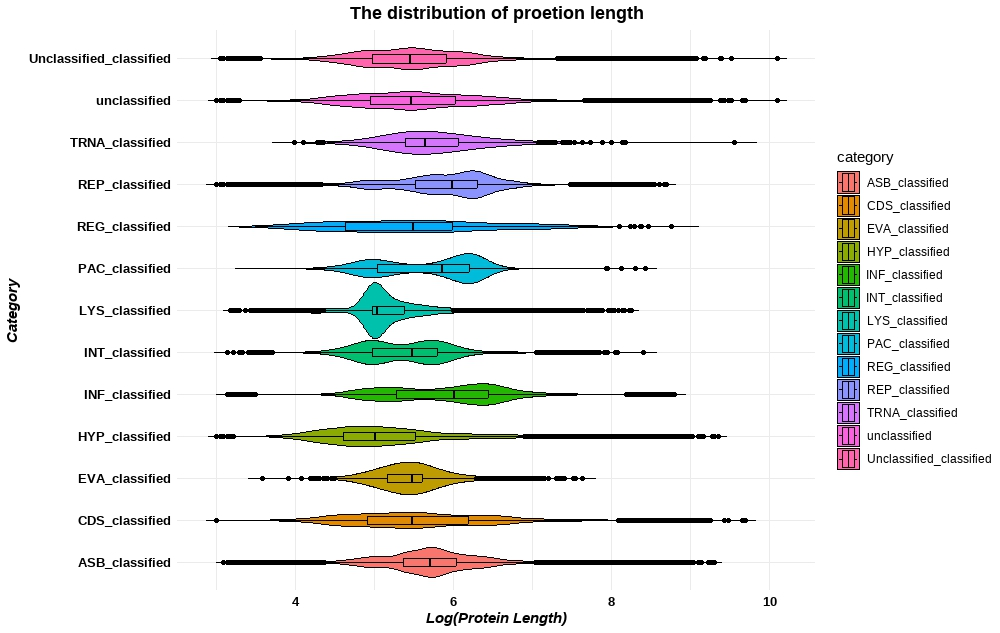 The distribution of proetion length
Unclassified_classified
unclassified
TRNA_classified
REP_classified
REG_classified
PAC_classified
LYS_classified
INT_classified
INF_classified
HYP_classified
EVA_classified
CDS_classified
ASB_classified
Category
4 6 8 10
Log(Protein Length)
category
ASB_classified
CDS_classified
EVA_classified
HYP_classified
INF_classified
INT_classified
LYS_classified
PAC_classified
REG_classified
REP_classified
TRNA_classified
unclassified
Unclassified_classified